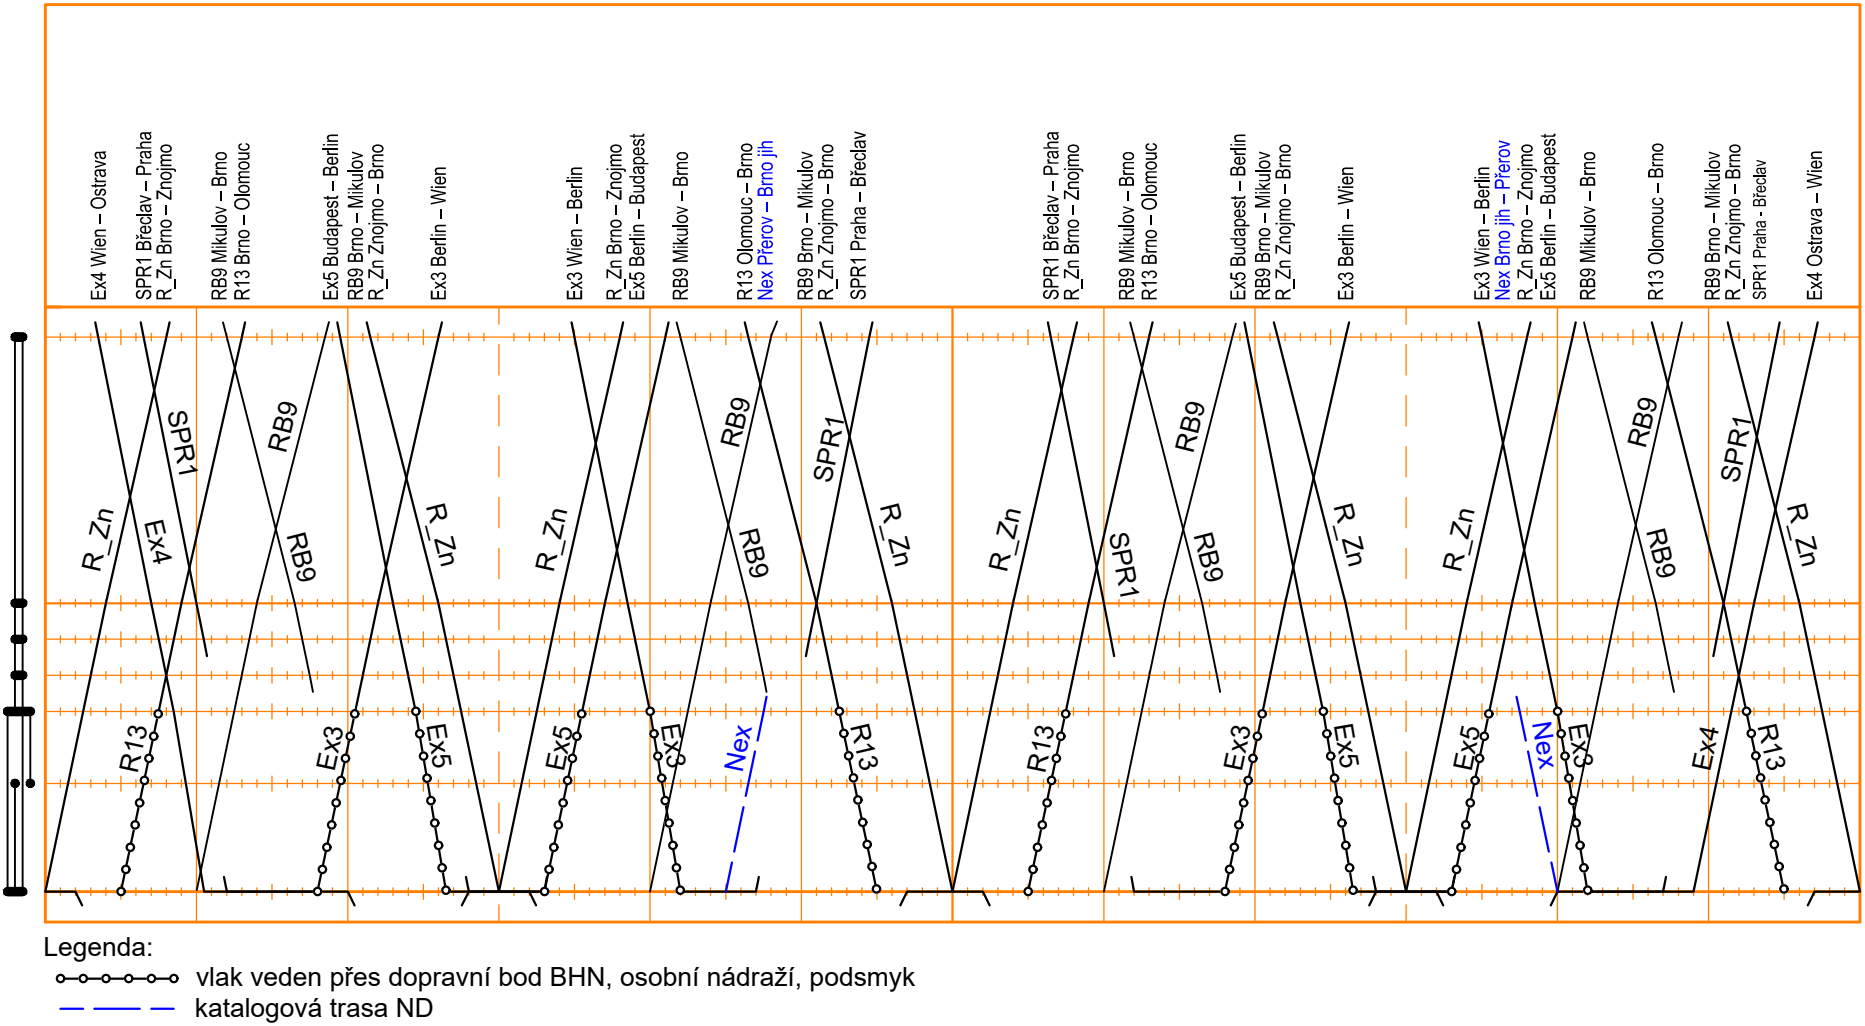 Ex4 Wien – Ostrava
SPR1 Břeclav – Praha
R_Zn Brno – Znojmo
RB9 Mikulov – Brno
R13 Brno – Olomouc
Ex5 Budapest – Berlin
RB9 Brno – Mikulov
R_Zn Znojmo – Brno
Ex3 Berlin – Wien
Ex3 Wien – Berlin
R_Zn Brno – Znojmo
Ex5 Berlin – Budapest
RB9 Mikulov – Brno
R13 Olomouc – Brno
Nex Přerov – Brno jih
RB9 Brno – Mikulov
R_Zn Znojmo – Brno
SPR1 Praha – Břeclav
SPR1 Břeclav – Praha
R_Zn Brno – Znojmo
RB9 Mikulov – Brno
R13 Brno – Olomouc
Ex5 Budapest – Berlin
RB9 Brno – Mikulov
R_Zn Znojmo – Brno
Ex3 Berlin – Wien
Ex3 Wien – Berlin
Nex Brno jih – Přerov
R_Zn Brno – Znojmo
Ex5 Berlin – Budapest
RB9 Mikulov – Brno
R13 Olomouc – Brno
RB9 Brno – Mikulov
R_Zn Znojmo – Brno
SPR1 Praha - Břeclav
Ex4 Ostrava – Wien
SPR1
RB9
RB9
SPR1
RB9
RB9
SPR1
R_Zn
Ex4
RB9
R_Zn
R_Zn
RB9
R_Zn
R_Zn
SPR1
RB9
R_Zn
R_Zn
RB9
R_Zn
R13
Ex3
Ex5
Ex5
Ex3
Nex
R13
R13
Ex3
Ex5
Ex5
Nex
Ex3
Ex4
R13
Legenda:
vlak veden přes dopravní bod BHN, osobní nádraží, podsmyk
katalogová trasa ND